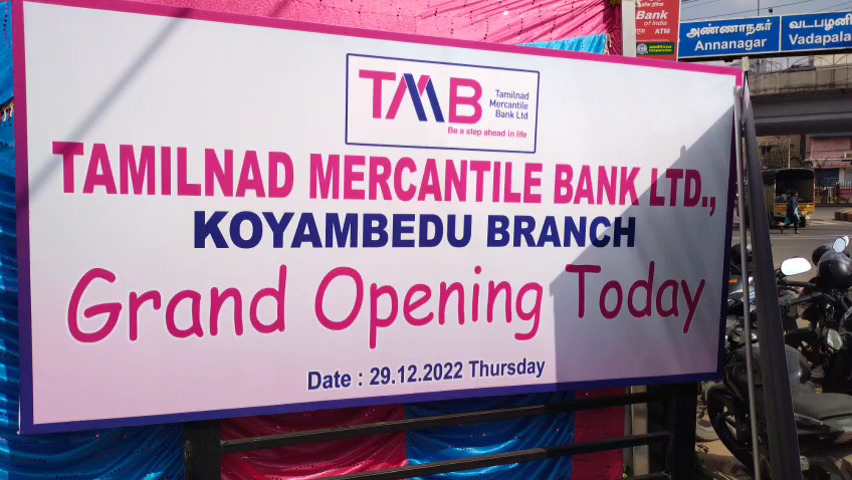 TMB
Tamilnad
Mercantile
Bank Ltd
Be a step ahead in life
TAMILNAD MERCANTILE BANK LTD.,
KOYAMBEDU BRANCH
Grand Opening Today
Date : 29.12.2022 Thursday
Bank
of India
ATM
அண்ணாநகர்
Annanagar
வடபழனி
Vadapala